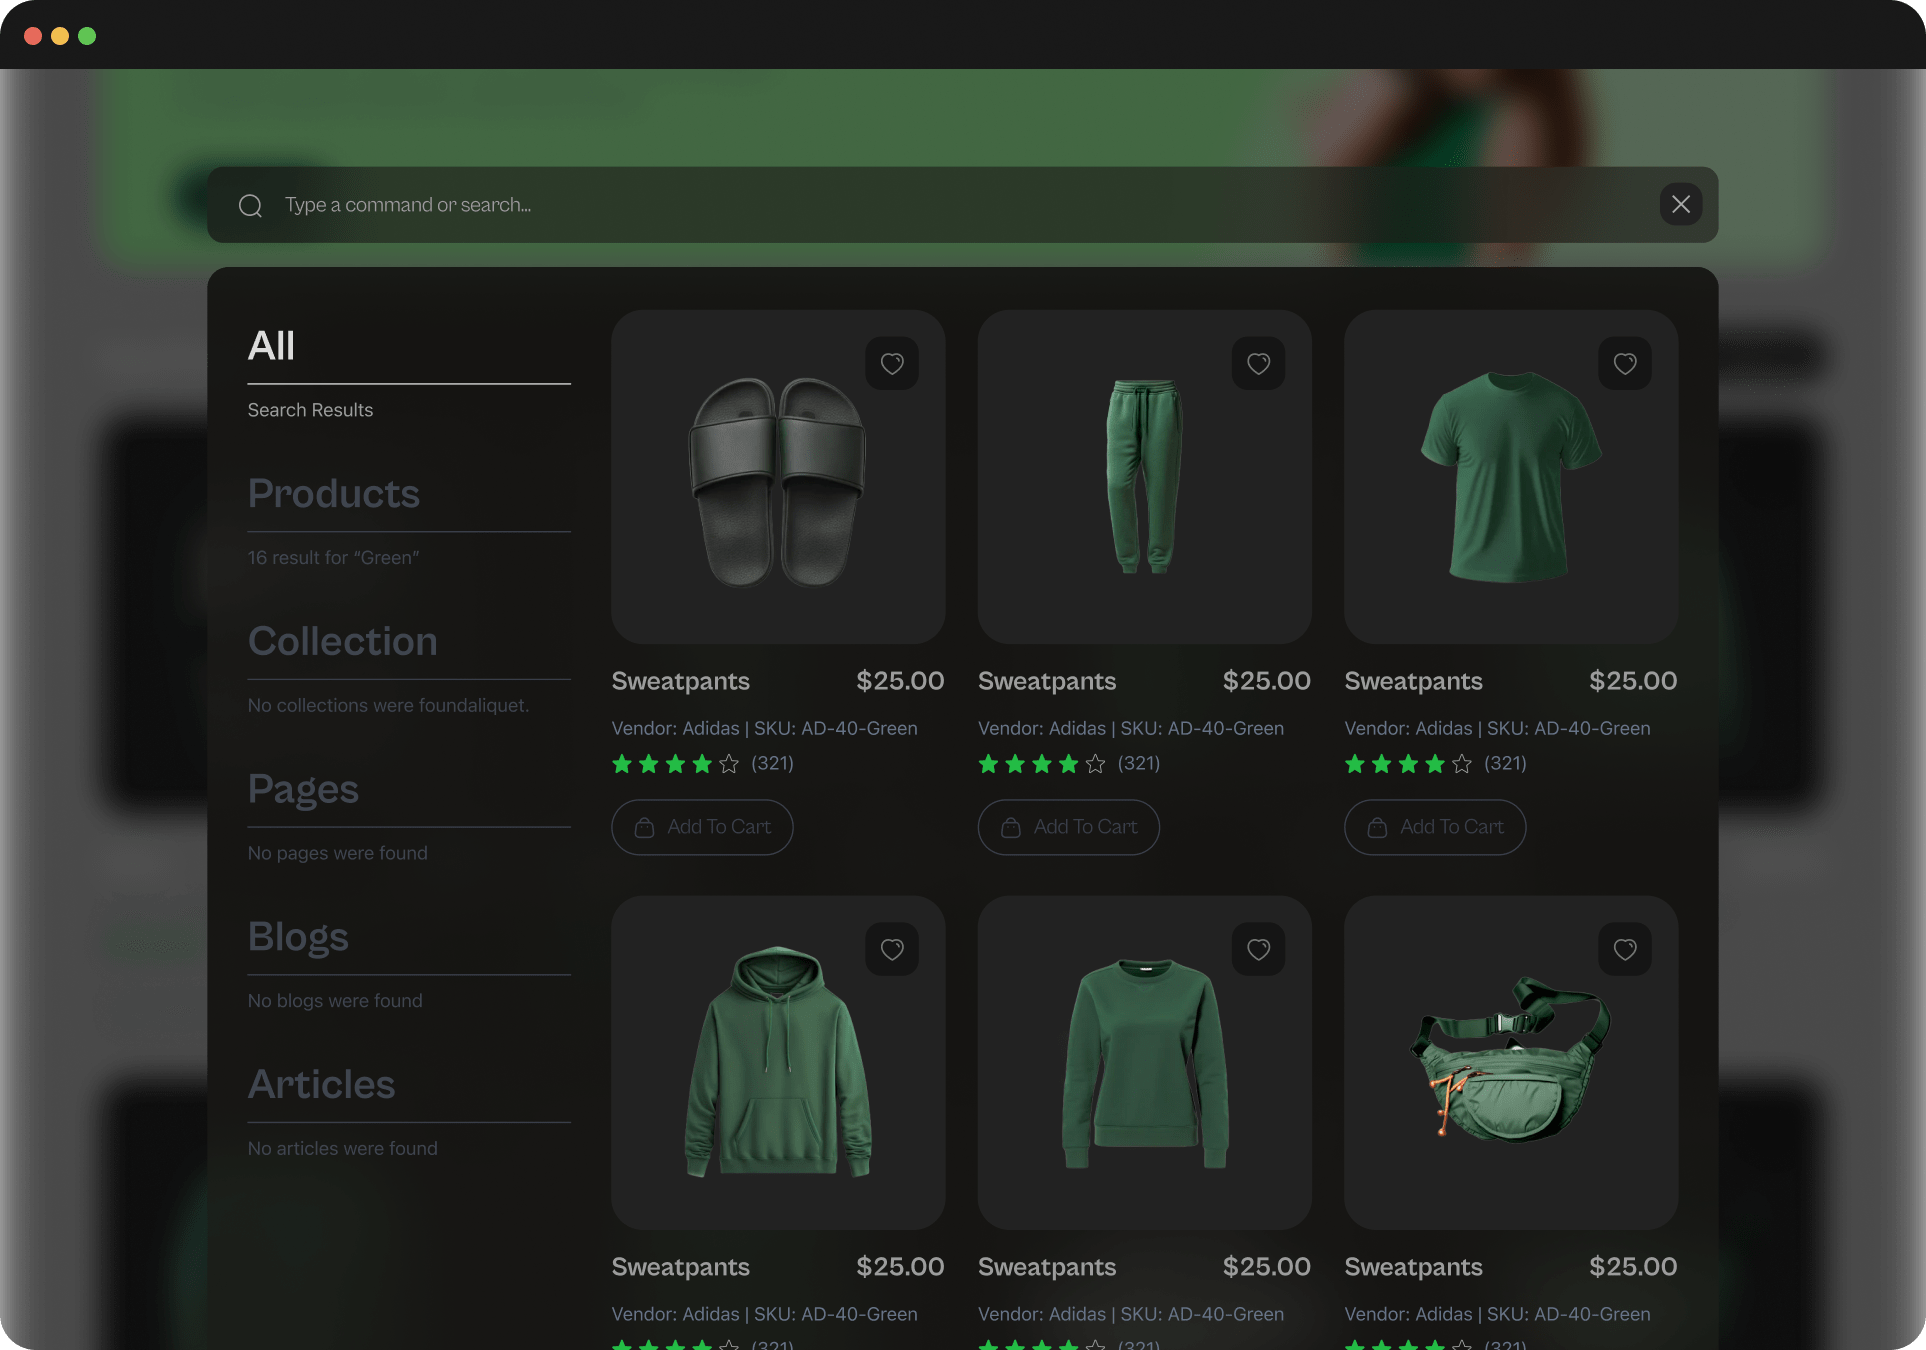 Type a command or search...
All
Search Results
Products
16 result for “Green”
Collection
No collections were foundaliquet.
Pages
No pages were found
Blogs
No blogs were found
Articles
No articles were found
Sweatpants $25.00
Vendor: Adidas | SKU: AD-40-Green
(321)
Add To Cart
Sweatpants $25.00
Vendor: Adidas | SKU: AD-40-Green
(321)
Add To Cart
Sweatpants $25.00
Vendor: Adidas | SKU: AD-40-Green
(321)
Add To Cart
Sweatpants $25.00
Vendor: Adidas | SKU: AD-40-Green
(321)
Sweatpants $25.00
Vendor: Adidas | SKU: AD-40-Green
(321)
Sweatpants $25.00
Vendor: Adidas | SKU: AD-40-Green
(321)